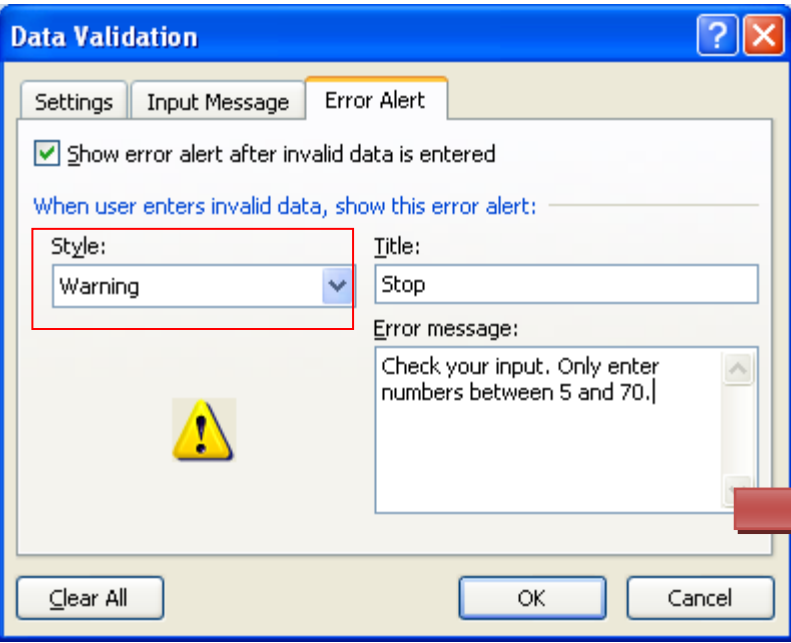 Data Validation
Settings Input Message Error Alert
Show error alert after invalid data is entered
When user enters invalid data, show this error alert:
Style: Title:
Warning Stop
Error message:
Check your input. Only enter
numbers between 5 and 70.
Clear All OK Cancel